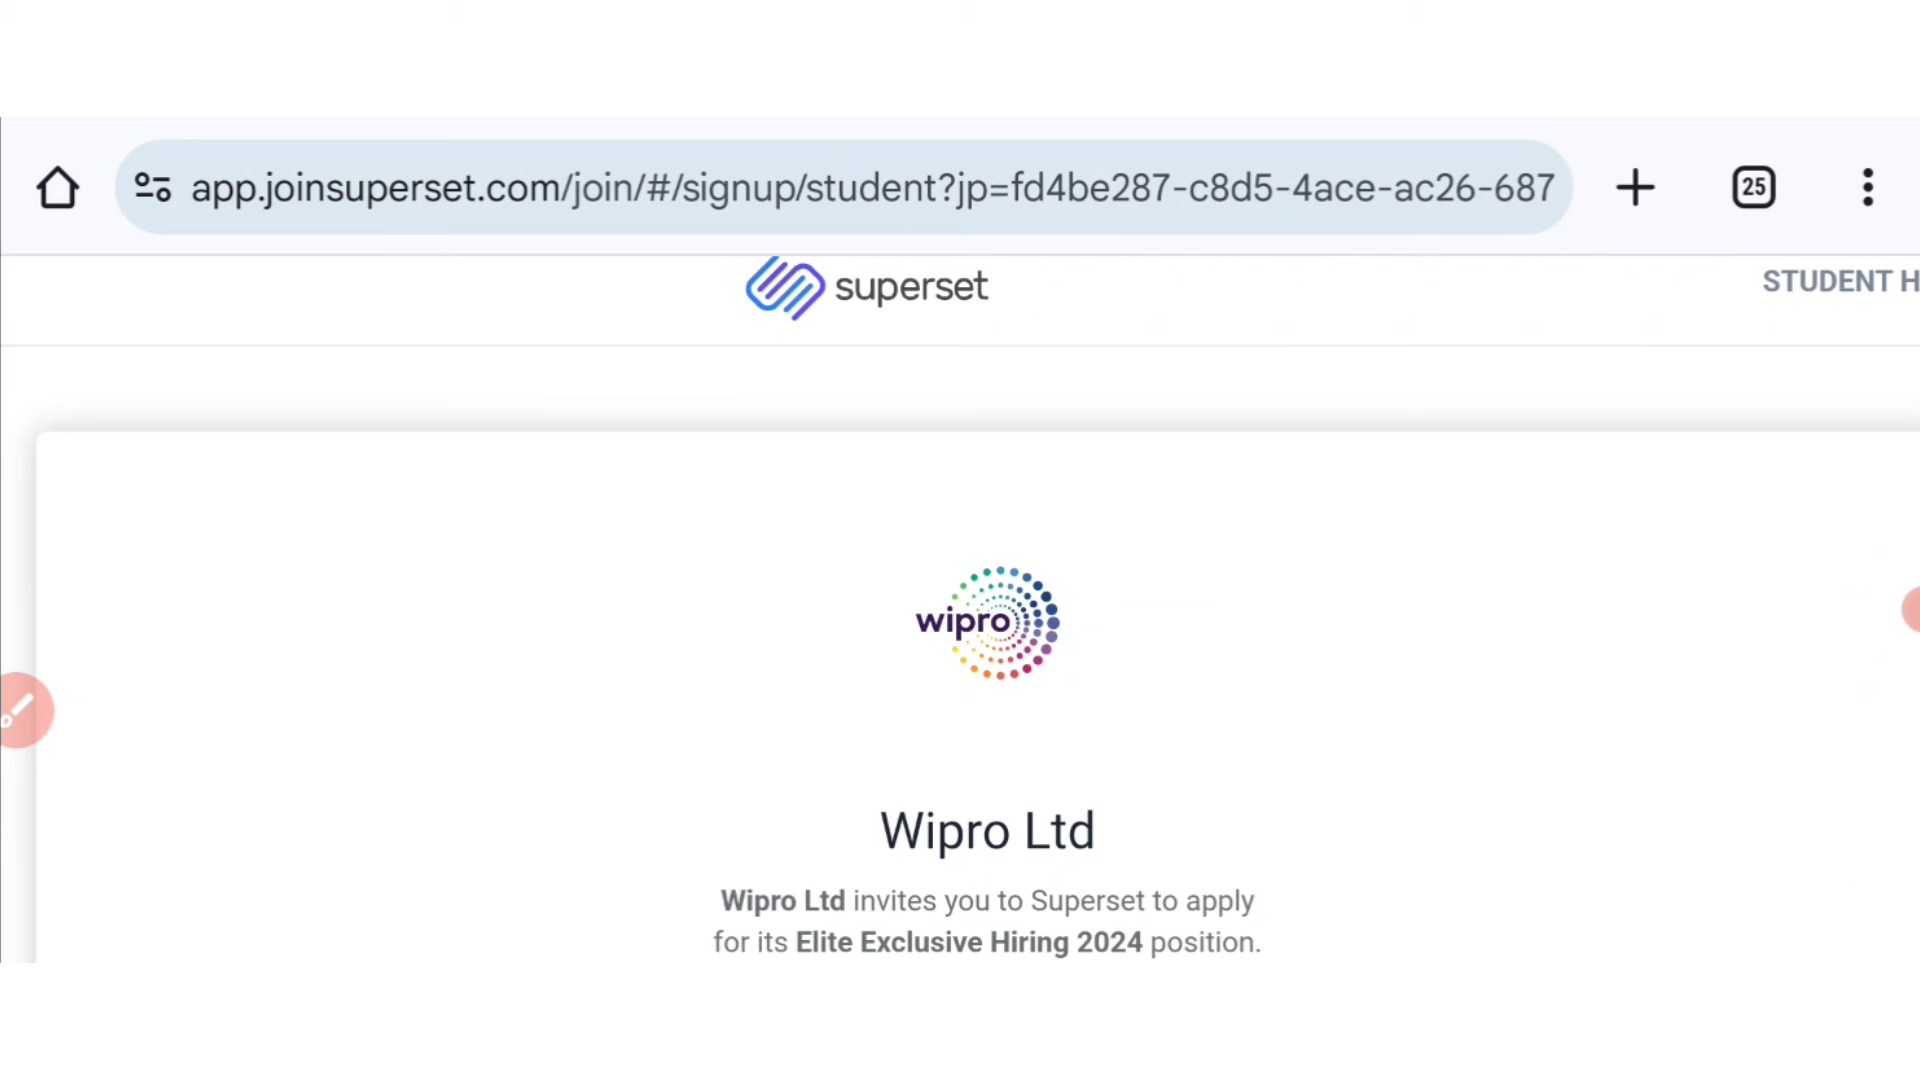 app.joinsuperset.com/join/#/signup/student?jp=fd4be287-c8d5-4ace-ac26-687
25
superset
STUDENT H
wipro
Wipro Ltd
Wipro Ltd invites you to Superset to apply
for its Elite Exclusive Hiring 2024 position.